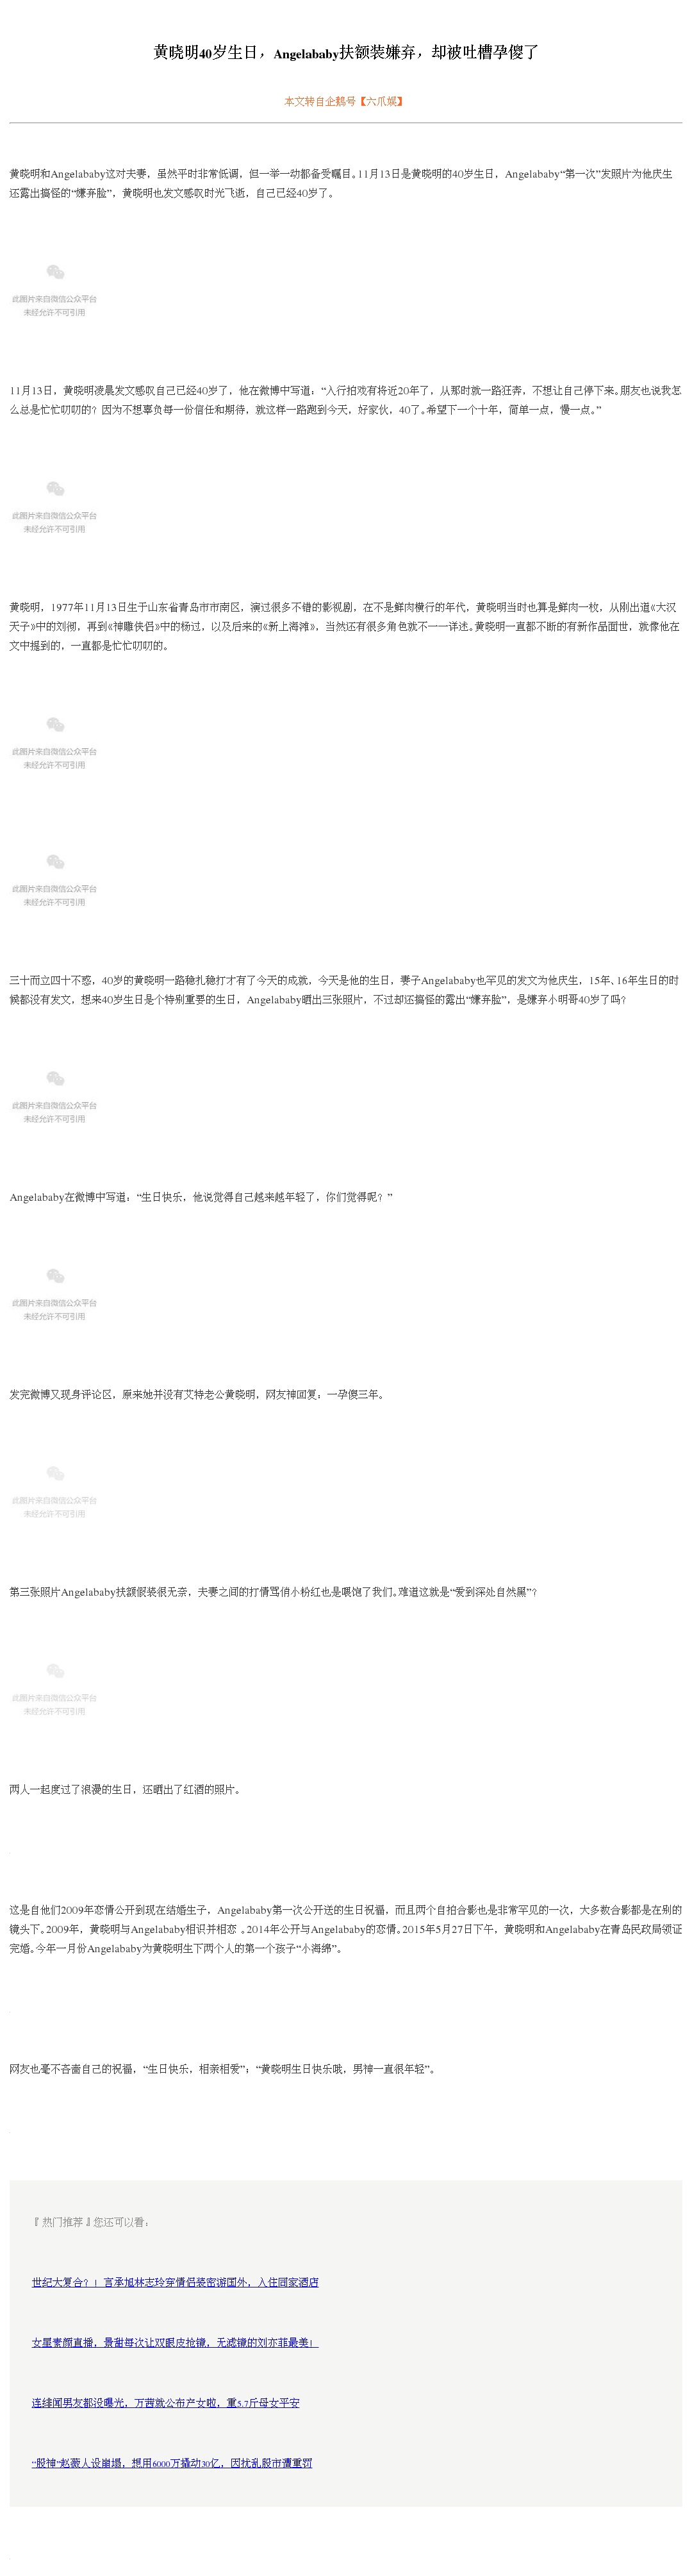 黄晓明40岁生日，Angelababy扶额装嫌弃，却被吐槽孕傻了
本文转自企鹅号【六爪娱】
黄晓明和Angelababy这对夫妻，虽然平时非常低调，但一举一动都备受瞩目。11月13日是黄晓明的40岁生日，Angelababy“第一次”发照片为他庆生
还露出搞怪的“嫌弃脸”，黄晓明也发文感叹时光飞逝，自己已经40岁了。
此图片来自微信公众平台
未经允许不可引用
11月13日，黄晓明凌晨发文感叹自己已经40岁了，他在微博中写道：“入行拍戏有将近20年了，从那时就一路狂奔，不想让自己停下来。朋友也说我怎
么总是忙忙叨叨的？因为不想辜负每一份信任和期待，就这样一路跑到今天，好家伙，40了。希望下一个十年，简单一点，慢一点。”
此图片来自微信公众平台
未经允许不可引用
黄晓明，1977年11月13日生于山东省青岛市市南区，演过很多不错的影视剧，在不是鲜肉横行的年代，黄晓明当时也算是鲜肉一枚，从刚出道《大汉
天子》中的刘彻，再到《神雕侠侣》中的杨过，以及后来的《新上海滩》，当然还有很多角色就不一一详述。黄晓明一直都不断的有新作品面世，就像他在
文中提到的，一直都是忙忙叨叨的。
此图片来自微信公众平台
未经允许不可引用
此图片来自微信公众平台
未经允许不可引用
三十而立四十不惑，40岁的黄晓明一路稳扎稳打才有了今天的成就，今天是他的生日，妻子Angelababy也罕见的发文为他庆生，15年、16年生日的时
候都没有发文，想来40岁生日是个特别重要的生日，Angelababy晒出三张照片，不过却还搞怪的露出“嫌弃脸”，是嫌弃小明哥40岁了吗？
此图片来自微信公众平台
未经允许不可引用
Angelababy在微博中写道：“生日快乐，他说觉得自己越来越年轻了，你们觉得呢？”
此图片来自微信公众平台
未经允许不可引用
发完微博又现身评论区，原来她并没有艾特老公黄晓明，网友神回复：一孕傻三年。
此图片来自微信公众平台
未经允许不可引用
第三张照片Angelababy扶额假装很无奈，夫妻之间的打情骂俏小粉红也是喂饱了我们。难道这就是“爱到深处自然黑”？
此图片来自微信公众平台
未经允许不可引用
两人一起度过了浪漫的生日，还晒出了红酒的照片。
这是自他们2009年恋情公开到现在结婚生子，Angelababy第一次公开送的生日祝福，而且两个自拍合影也是非常罕见的一次，大多数合影都是在别的
镜头下。2009年，黄晓明与Angelababy相识并相恋 。2014年公开与Angelababy的恋情。2015年5月27日下午，黄晓明和Angelababy在青岛民政局领证
完婚。今年一月份Angelababy为黄晓明生下两个人的第一个孩子“小海绵”。
网友也毫不吝啬自己的祝福，“生日快乐，相亲相爱”；“黄晓明生日快乐哦，男神一直很年轻”。
『热门推荐』您还可以看：
世纪大复合？！言承旭林志玲穿情侣装密游国外，入住同家酒店
女星素颜直播，景甜每次让双眼皮抢镜，无滤镜的刘亦菲最美！
连绯闻男友都没曝光，万茜就公布产女啦，重5.7斤母女平安
“股神”赵薇人设崩塌，想用6000万撬动30亿，因扰乱股市遭重罚